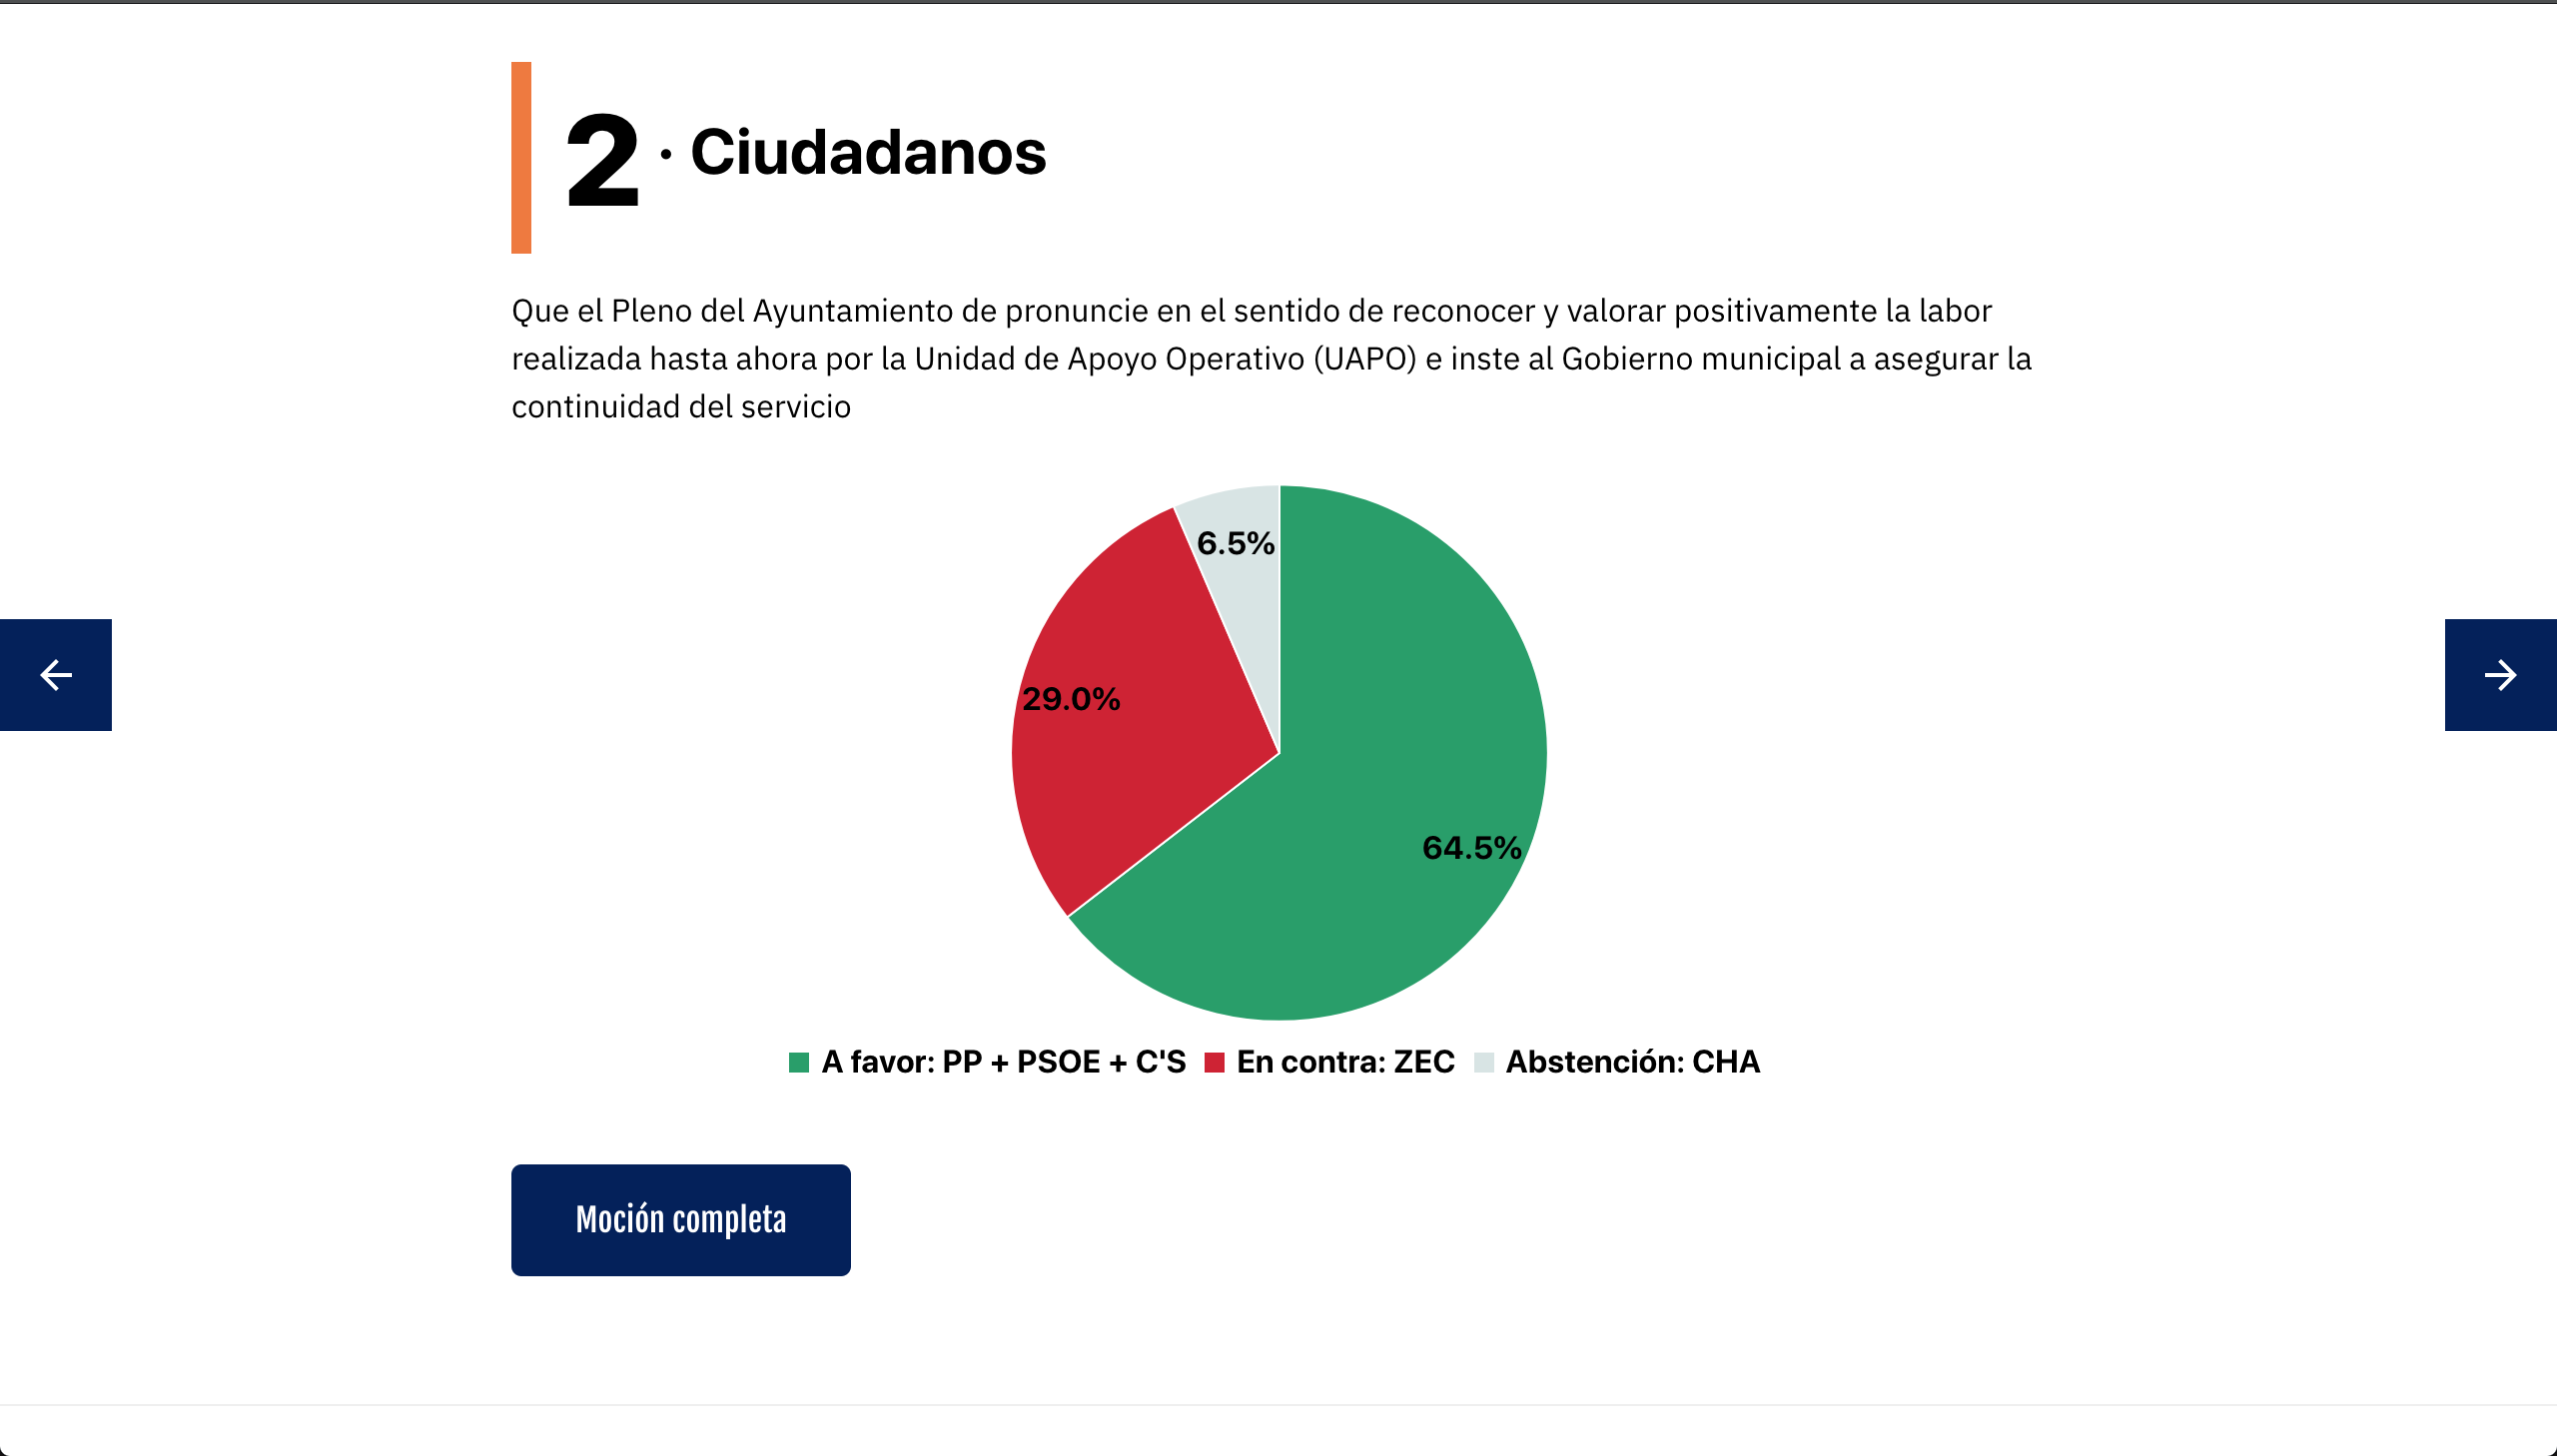 2 · Ciudadanos
Que el Pleno del Ayuntamiento de pronuncie en el sentido de reconocer y valorar positivamente la labor
realizada hasta ahora por la Unidad de Apoyo Operativo (UAPO) e inste al Gobierno municipal a asegurar la
continuidad del servicio
6.5%
29.0%
64.5%
A favor: PP + PSOE + C'S En contra: ZEC Abstención: CHA
Moción completa